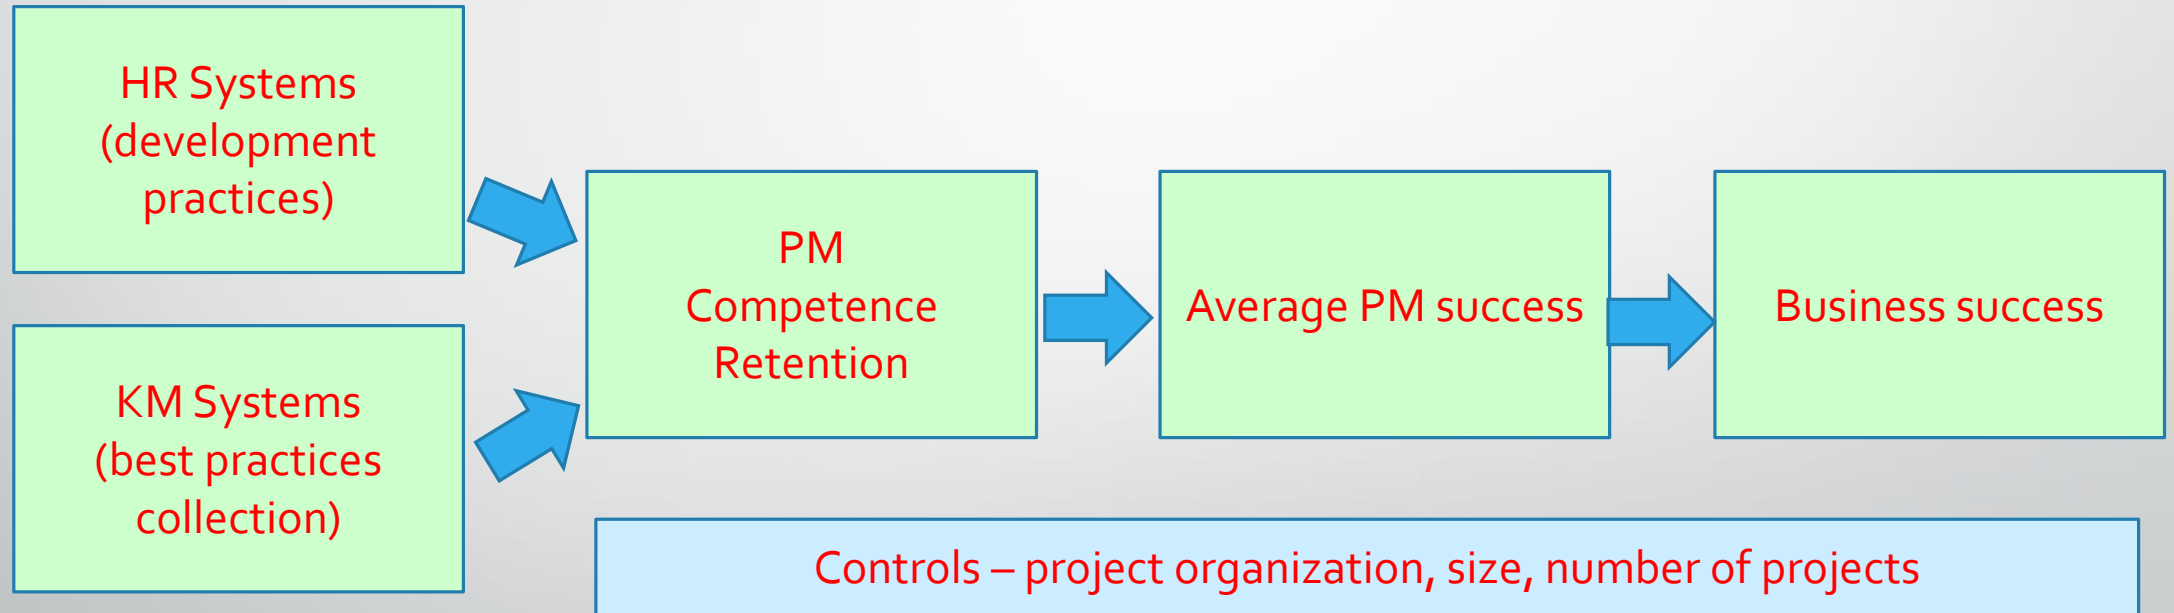 HR Systems
(development
practices)
KM Systems
(best practices
collection)
PM
Competence
Retention
Average PM success
Business success
Controls – project organization, size, number of projects